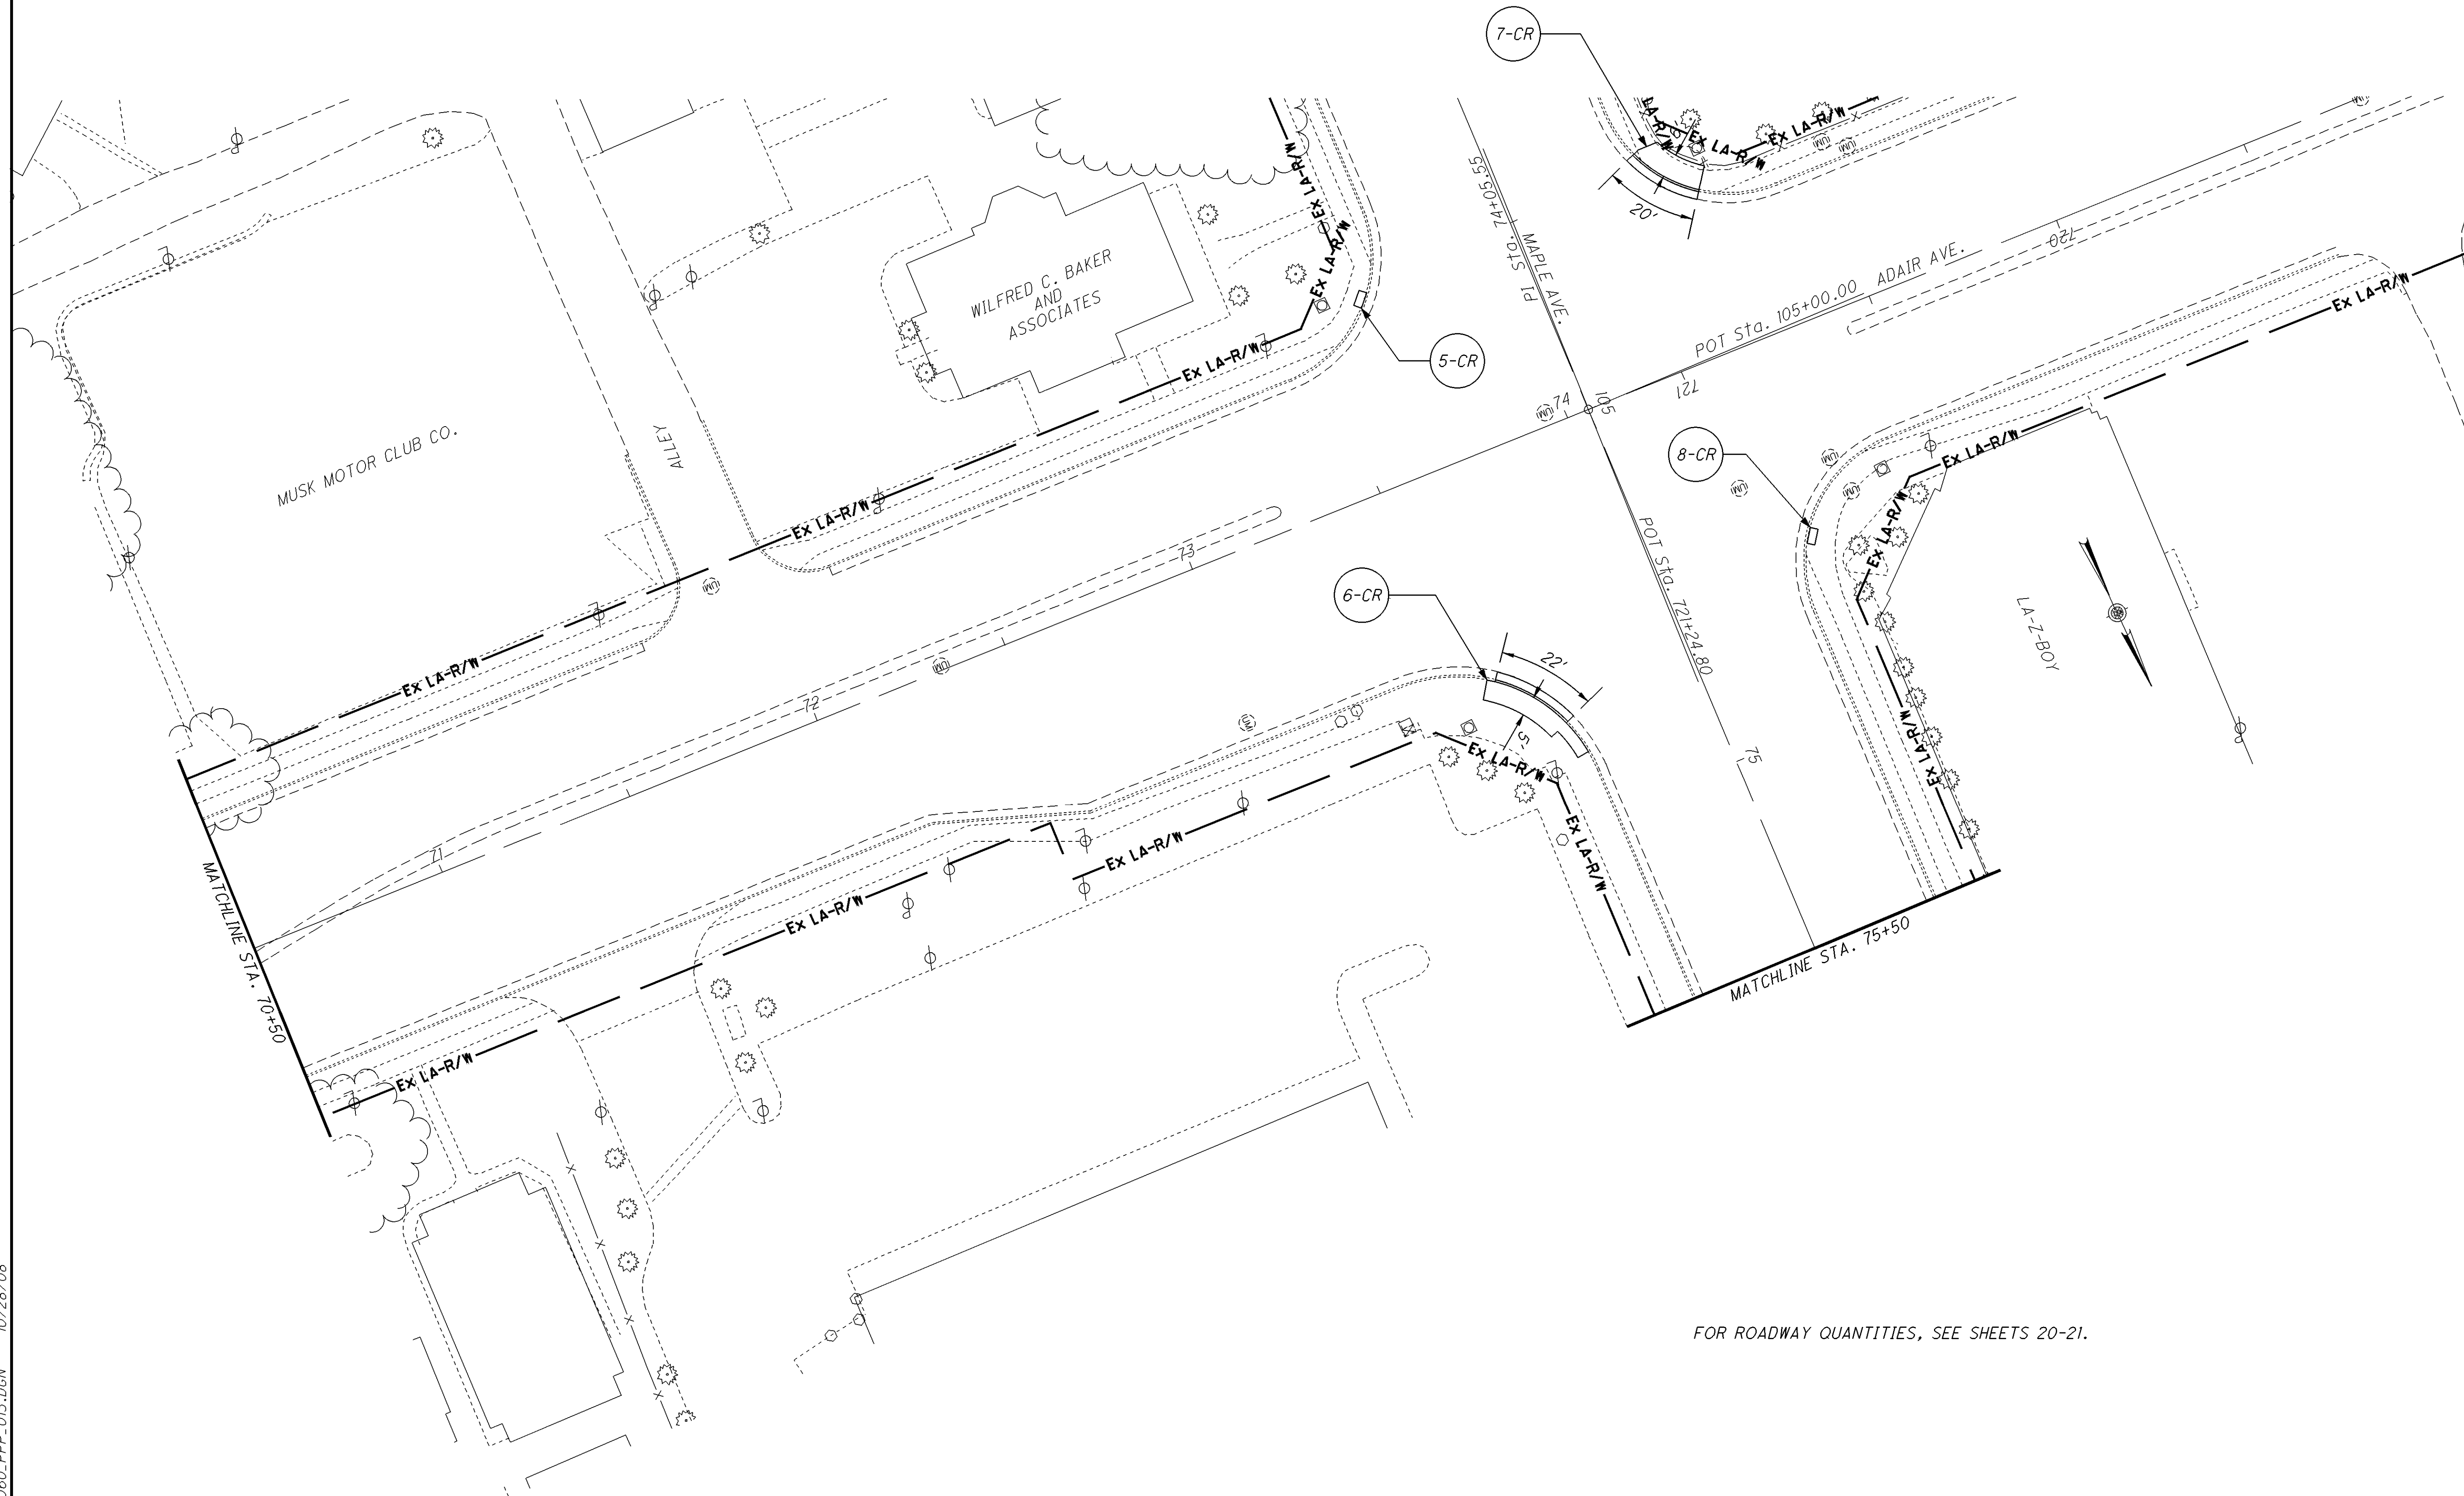 7-CR
Ex LA-R/W
Ex LA-R/W
LA-R/W
6'
20'
Ex LA-R/W
Ex LA-R/W
Ex LA-R/W
PI Sta. 74+05.55
MAPLE AVE.
POT Sta. 105+00.00 ADAIR AVE.
720
721
WILFRED C. BAKER
AND
ASSOCIATES
Ex LA-R/W
5-CR
Ex LA-R/W
74
105
8-CR
Ex LA-R/W
Ex LA-R/W
ALLEY
MUSK MOTOR CLUB CO.
Ex LA-R/W
73
POT Sta. 721+24.80
6-CR
22'
5'
LA-Z-BOY
Ex LA-R/W
Ex LA-R/W
72
Ex LA-R/W
75
Ex LA-R/W
Ex LA-R/W
71
Ex LA-R/W
MATCHLINE STA. 70+50
MATCHLINE STA. 75+50
Ex LA-R/W
FOR ROADWAY QUANTITIES, SEE SHEETS 20-21.